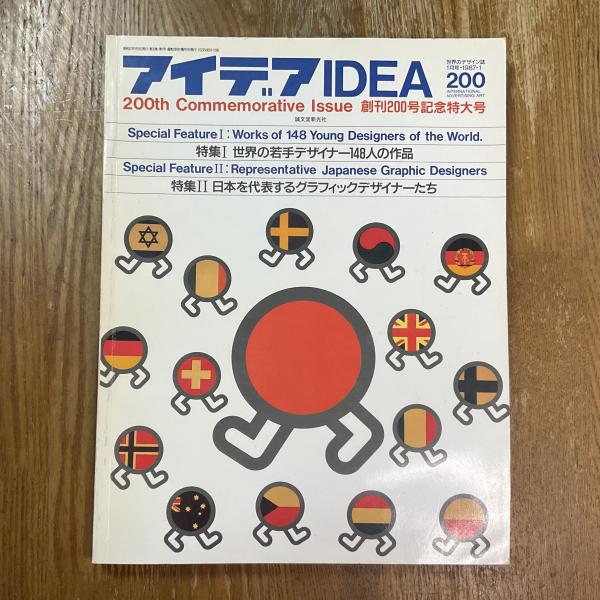 アイデア IDEA
世界のデザイン誌
1月号・1987・1
200
INTERNATIONAL
ADVERTISING ART
200th Commemorative Issue 創刊200号記念特大号
誠文堂新光社
Special Feature I : Works of 148 Young Designers of the World.
特集I 世界の若手デザイナー148人の作品
Special Feature II : Representative Japanese Graphic Designers
特集II 日本を代表するグラフィックデザイナーたち